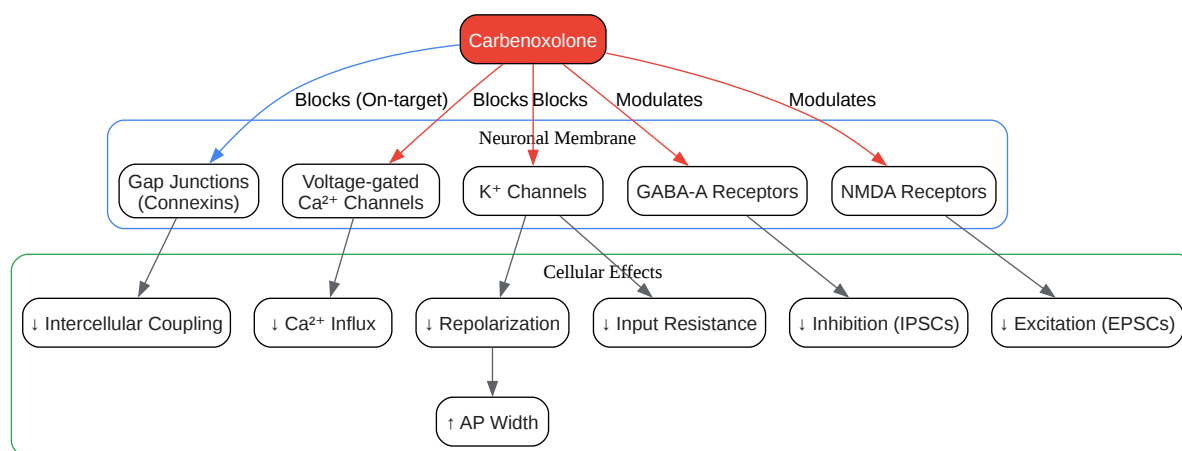 Carbenoxolone
Blocks (On-target)
Blocks
Blocks
Modulates
Modulates
Neuronal Membrane
Gap Junctions
(Connexins)
Voltage-gated
Ca²⁺ Channels
K⁺ Channels
GABA-A Receptors
NMDA Receptors
Cellular Effects
↓ Intercellular Coupling
↓ Ca²⁺ Influx
↓ Repolarization
↓ Input Resistance
↓ Inhibition (IPSCs)
↓ Excitation (EPSCs)
↑ AP Width